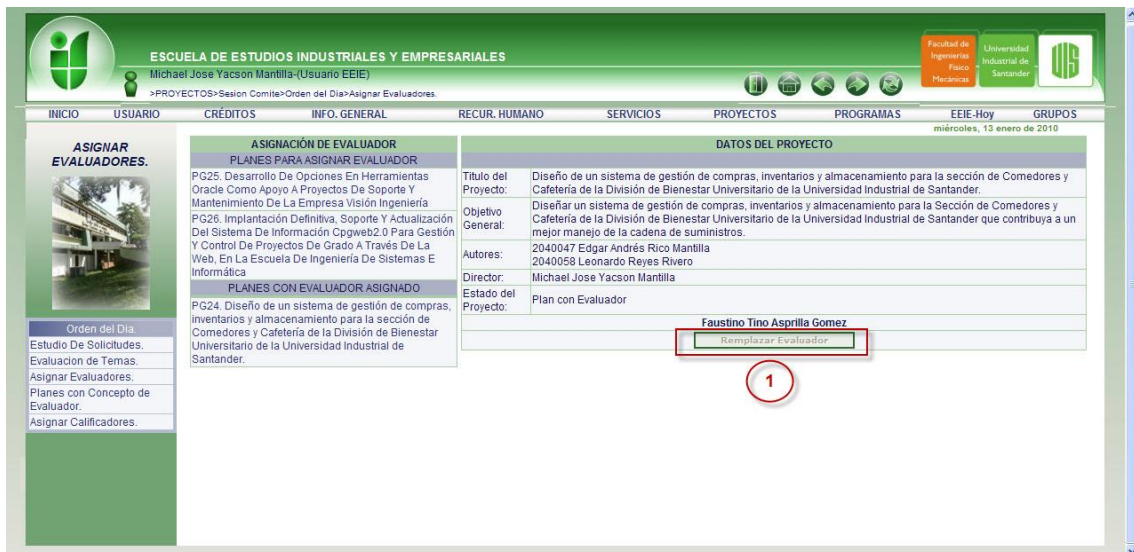 ESCUELA DE ESTUDIOS INDUSTRIALES Y EMPRESARIALES
Michael Jose Yacson Mantilla-(Usuario EEIE)
>PROYECTOS>Sesion Comite>Orden del Dia>Asignar Evaluadores.
Facultad de
Ingenierías
Físico
Mecánicas
Universidad
Industrial de
Santander
UIS
INICIO USUARIO CRÉDITOS INFO. GENERAL RECUR. HUMANO SERVICIOS PROYECTOS PROGRAMAS EEIE-Hoy GRUPOS
miércoles, 13 enero de 2010
ASIGNAR
EVALUADORES.
Orden del Dia.
Estudio De Solicitudes.
Evaluacion de Temas.
Asignar Evaluadores.
Planes con Concepto de
Evaluador.
Asignar Calificadores.
ASIGNACIÓN DE EVALUADOR
PLANES PARA ASIGNAR EVALUADOR
PG25. Desarrollo De Opciones En Herramientas
Oracle Como Apoyo A Proyectos De Soporte Y
Mantenimiento De La Empresa Visión Ingeniería
PG26. Implantación Definitiva, Soporte Y Actualización
Del Sistema De Información Cpgweb2.0 Para Gestión
Y Control De Proyectos De Grado A Través De La
Web, En La Escuela De Ingeniería De Sistemas E
Informática
PLANES CON EVALUADOR ASIGNADO
PG24. Diseño de un sistema de gestión de compras,
inventarios y almacenamiento para la sección de
Comedores y Cafetería de la División de Bienestar
Universitario de la Universidad Industrial de
Santander.
DATOS DEL PROYECTO
Titulo del
Proyecto:
Diseño de un sistema de gestión de compras, inventarios y almacenamiento para la sección de Comedores y
Cafetería de la División de Bienestar Universitario de la Universidad Industrial de Santander.
Objetivo
General:
Diseñar un sistema de gestión de compras, inventarios y almacenamiento para la Sección de Comedores y
Cafetería de la División de Bienestar Universitario de la Universidad Industrial de Santander que contribuya a un
mejor manejo de la cadena de suministros.
Autores:
2040047 Edgar Andrés Rico Mantilla
2040058 Leonardo Reyes Rivero
Director: Michael Jose Yacson Mantilla
Estado del
Proyecto:
Plan con Evaluador
Faustino Tino Asprilla Gomez
Remplazar Evaluador
1